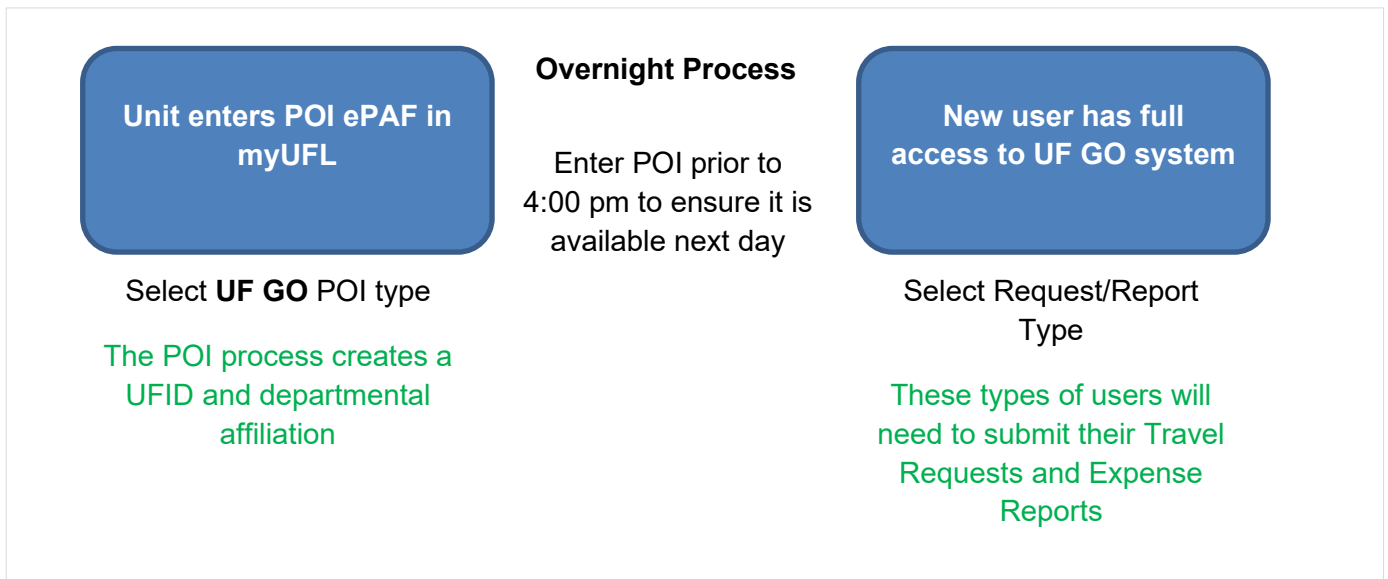 Unit enters POI ePAF in
myUFL
Select UF GO POI type
The POI process creates a
UFID and departmental
affiliation
Overnight Process
Enter POI prior to
4:00 pm to ensure it is
available next day
New user has full
access to UF GO system
Select Request/Report
Type
These types of users will
need to submit their Travel
Requests and Expense
Reports